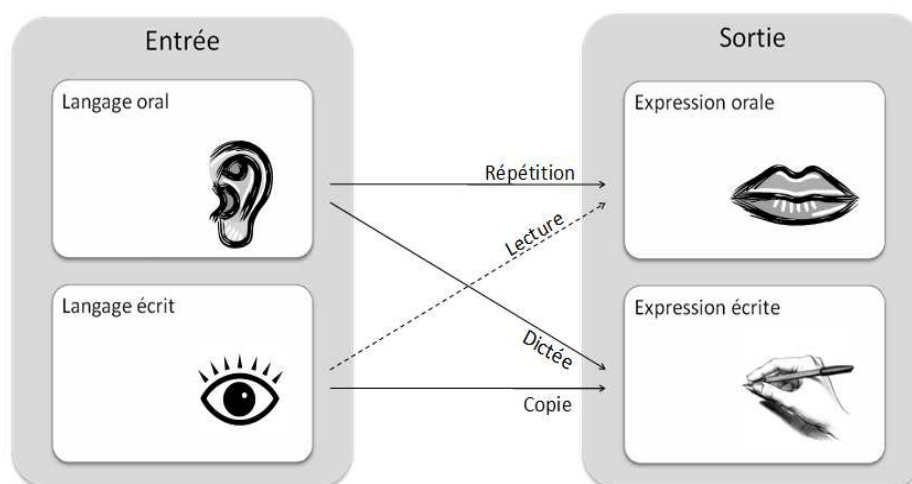 Entrée
Langage oral
Langage écrit
Répétition
Lecture
Dictée
Copie
Sortie
Expression orale
Expression écrite